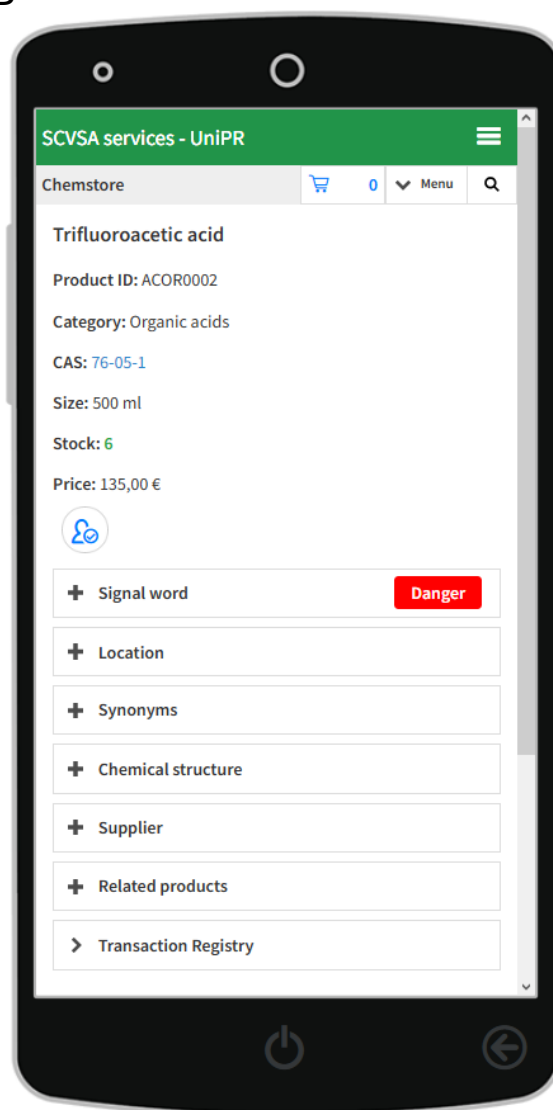 SCVSA services - UniPR
Chemstore 0 Menu
Trifluoroacetic acid
Product ID: ACOR0002
Category: Organic acids
CAS: 76-05-1
Size: 500 ml
Stock: 6
Price: 135,00 €
Signal word Danger
Location
Synonyms
Chemical structure
Supplier
Related products
Transaction Registry